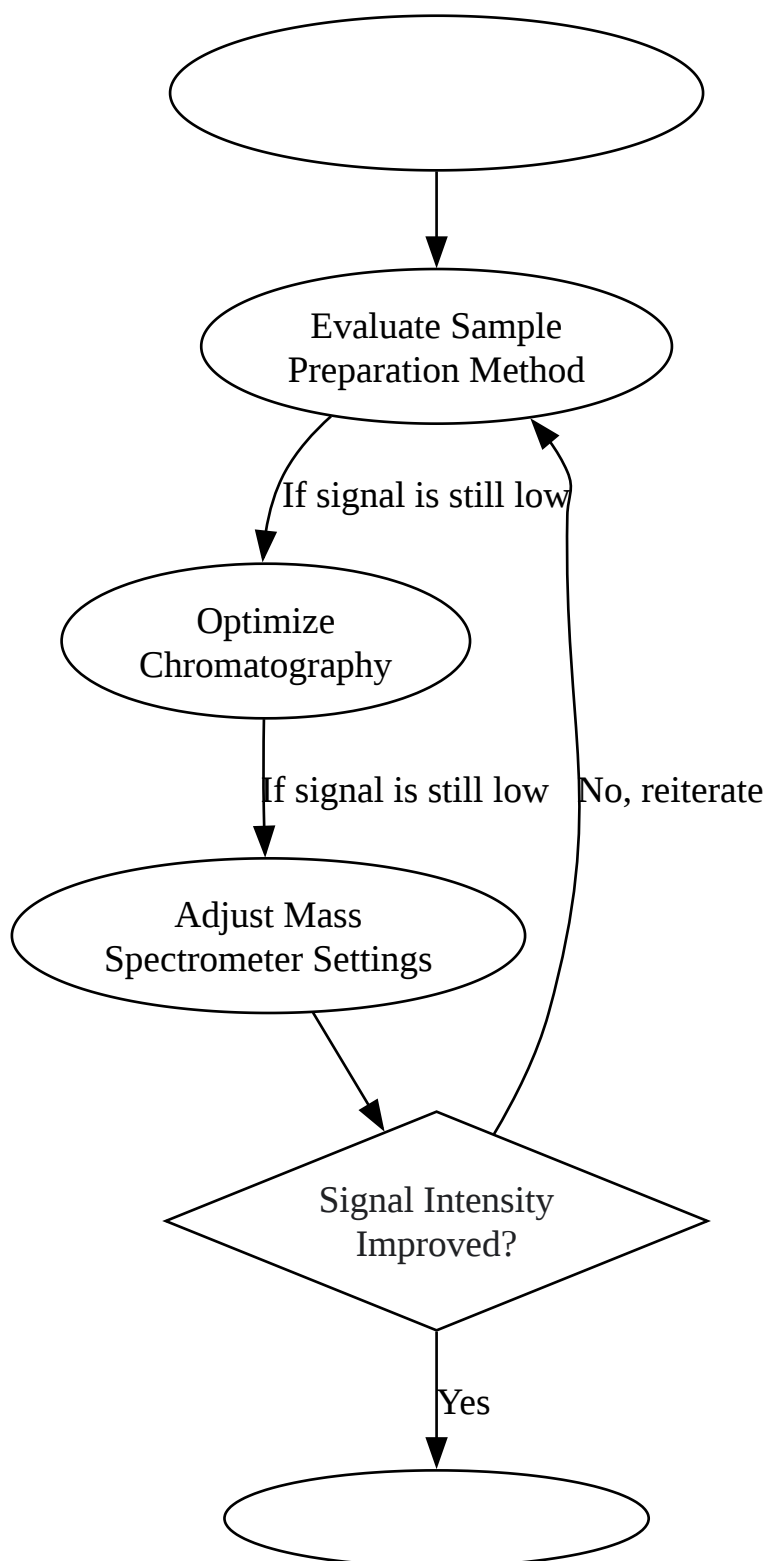 Evaluate Sample
Preparation Method
If signal is still low
Optimize
Chromatography
If signal is still low
No, reiterate
Adjust Mass
Spectrometer Settings
Signal Intensity
Improved?
Yes